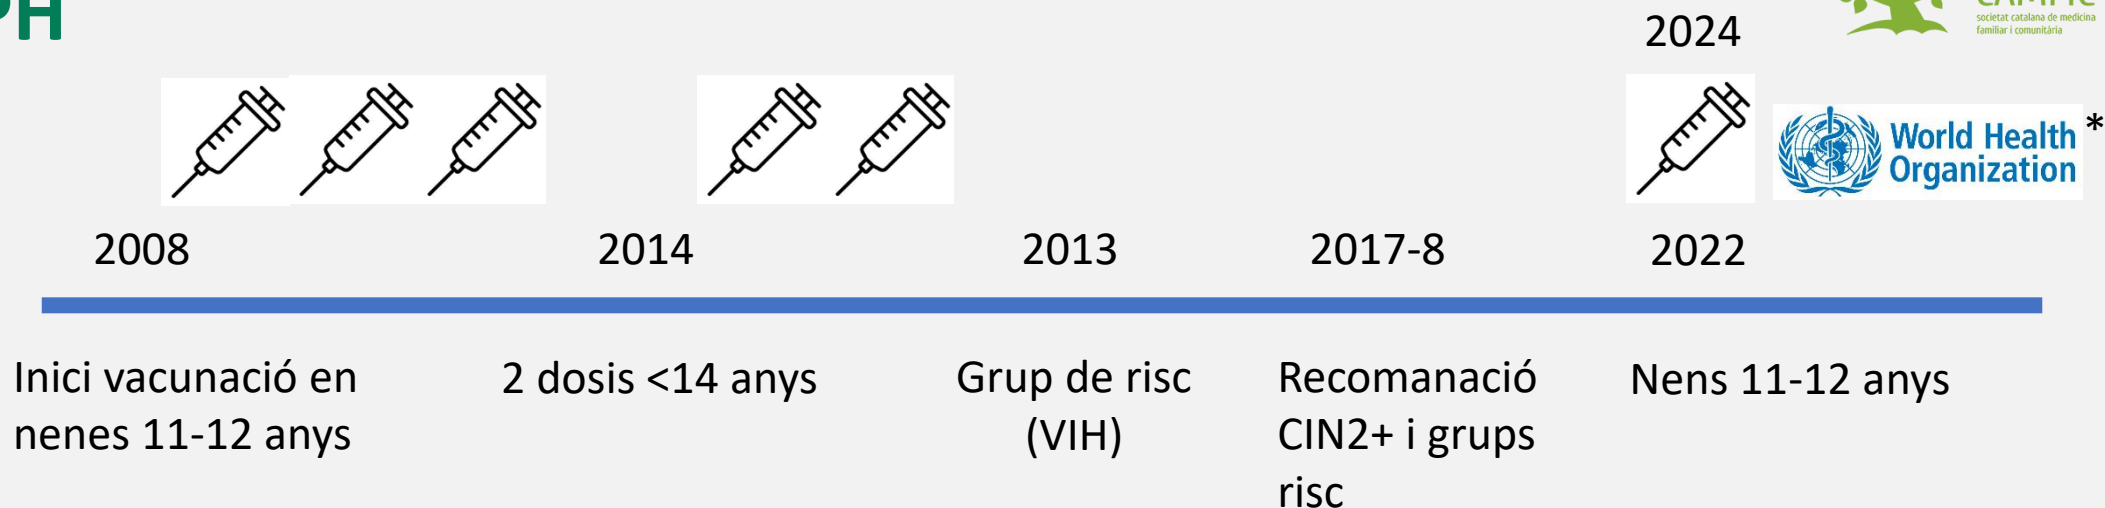 PH
CAMFiC
societat catalana de medicina
familiar i comunitària
2024
World Health
Organization
*
2008
2014
2013
2017-8
2022
Inici vacunació en
nenes 11-12 anys
2 dosis <14 anys
Grup de risc
(VIH)
Recomanació
CIN2+ i grups
risc
Nens 11-12 anys